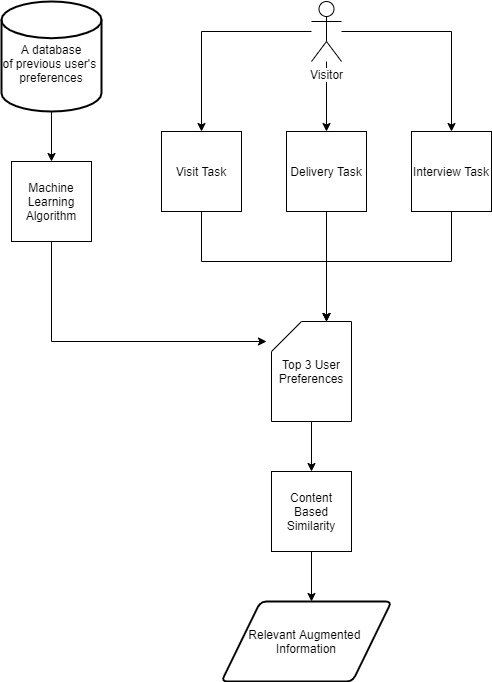 A database
of previous user's
preferences
Visitor
Machine
Learning
Algorithm
Visit Task
Delivery Task
Interview Task
Top 3 User
Preferences
Content
Based
Similarity
Relevant Augmented
Information